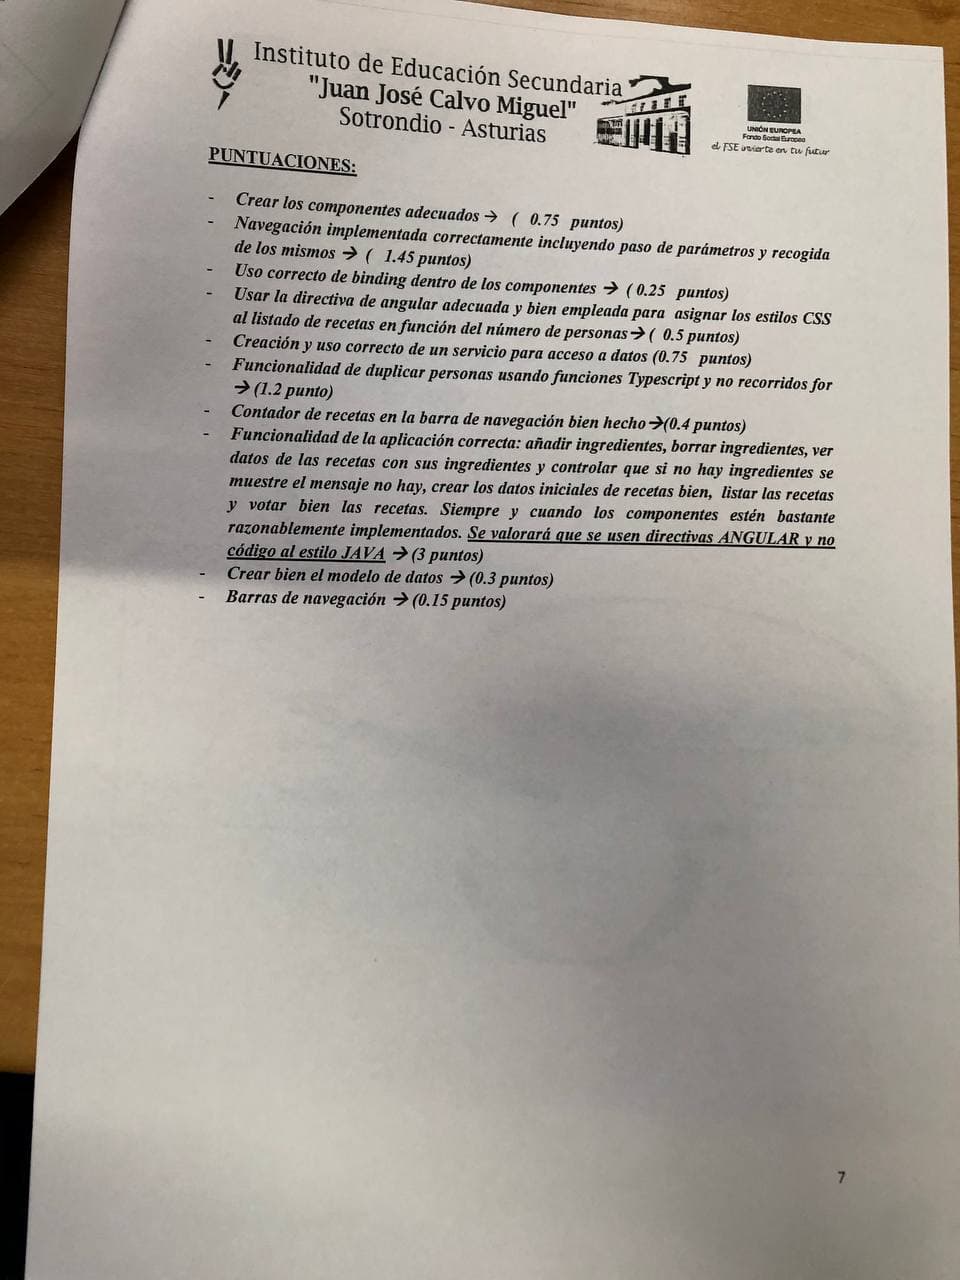 Instituto de Educación Secundaria
"Juan José Calvo Miguel"
Sotrondio - Asturias
UNIÓN EUROPEA
Fondo Social Europeo
el FSE invierte en tu futuro
PUNTUACIONES:
- Crear los componentes adecuados → ( 0.75 puntos)
- Navegación implementada correctamente incluyendo paso de parámetros y recogida
de los mismos → ( 1.45 puntos)
- Uso correcto de binding dentro de los componentes → ( 0.25 puntos)
- Usar la directiva de angular adecuada y bien empleada para asignar los estilos CSS
al listado de recetas en función del número de personas→ ( 0.5 puntos)
- Creación y uso correcto de un servicio para acceso a datos (0.75 puntos)
- Funcionalidad de duplicar personas usando funciones Typescript y no recorridos for
→ (1.2 punto)
- Contador de recetas en la barra de navegación bien hecho→(0.4 puntos)
- Funcionalidad de la aplicación correcta: añadir ingredientes, borrar ingredientes, ver
datos de las recetas con sus ingredientes y controlar que si no hay ingredientes se
muestre el mensaje no hay, crear los datos iniciales de recetas bien, listar las recetas
y votar bien las recetas. Siempre y cuando los componentes estén bastante
razonablemente implementados. Se valorará que se usen directivas ANGULAR y no
código al estilo JAVA → (3 puntos)
- Crear bien el modelo de datos → (0.3 puntos)
- Barras de navegación → (0.15 puntos)
7